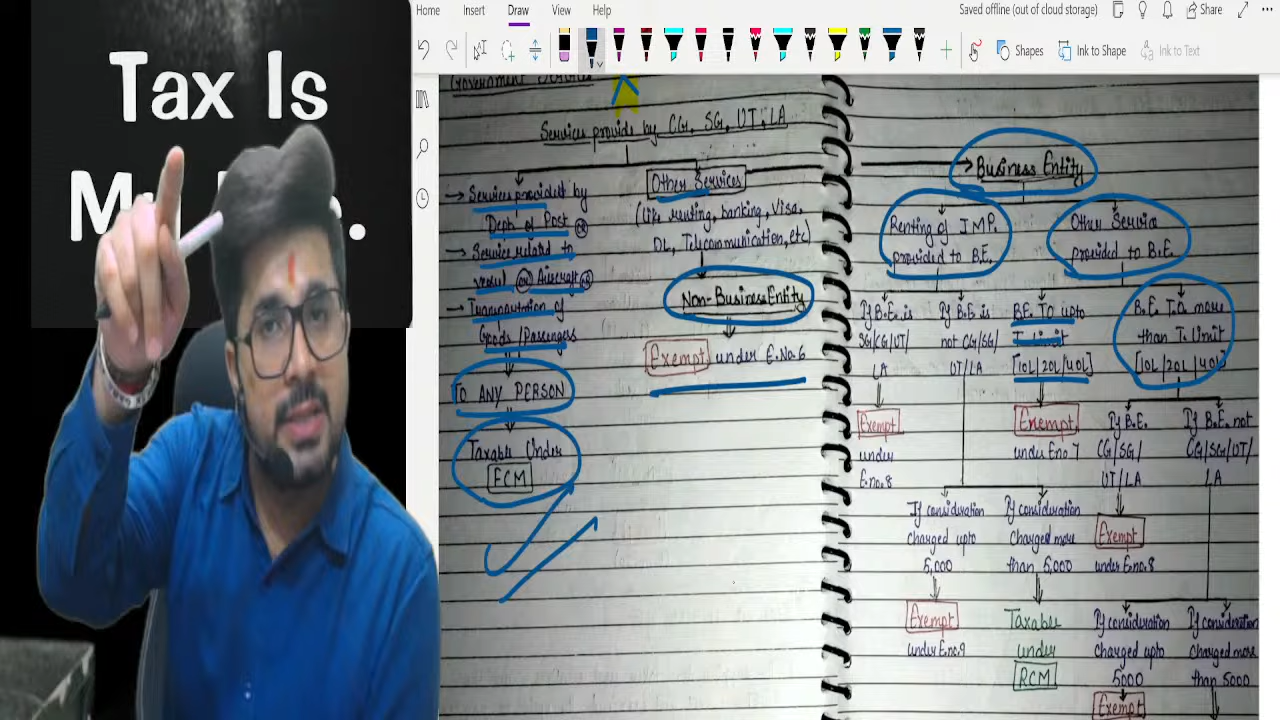 Tax Is
Home Insert Draw View Help
Saved offline (out of cloud storage)
Share
Shapes
Ink to Shape
Ink to Text
Services provide by CG, SG, UT, LA
→ Services provided by
Deptt of Post
→ Service related to
vessel or Aircraft
→ Transportation of
Goods / Passengers
TO ANY PERSON
Taxable Under
FCM
Other Services
(like renting, banking, Visa,
DL, Telecommunication, etc)
Non-Business Entity
Exempt under E.No.6
Business Entity
Renting of IMP.
provided to B.E.
Other Service
provided to B.E.
If B.E. is
SG/CG/UT/
LA
Exempt
under
E.no.8
If B.E is
not CG/SG/
UT/LA
If consideration
charged upto
5,000
Exempt
under E.no.9
If consideration
charged more
than 5,000
Taxable
under
RCM
BE. TO upto
T. limit
[10L/20L/40L]
Exempt
under E.no 7
B.E T.O. more
than T. Limit
[10L/20L/40L]
If B.E.
CG/SG/
UT/LA
Exempt
under E.no.8
If B.E. not
CG/SG/UT/
LA
If consideration
charged upto
5000
Exempt
If consideration
charged more
than 5000